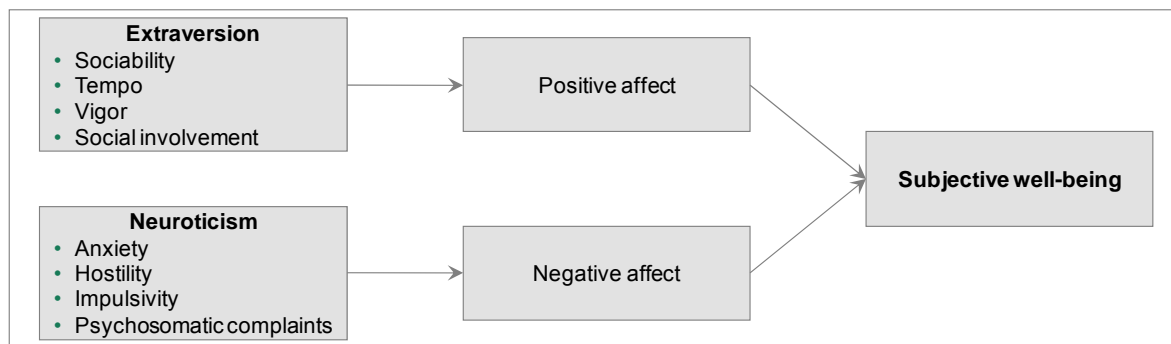 Extraversion
• Sociability
• Tempo
• Vigor
• Social involvement
Positive affect
Subjective well-being
Neuroticism
• Anxiety
• Hostility
• Impulsivity
• Psychosomatic complaints
Negative affect